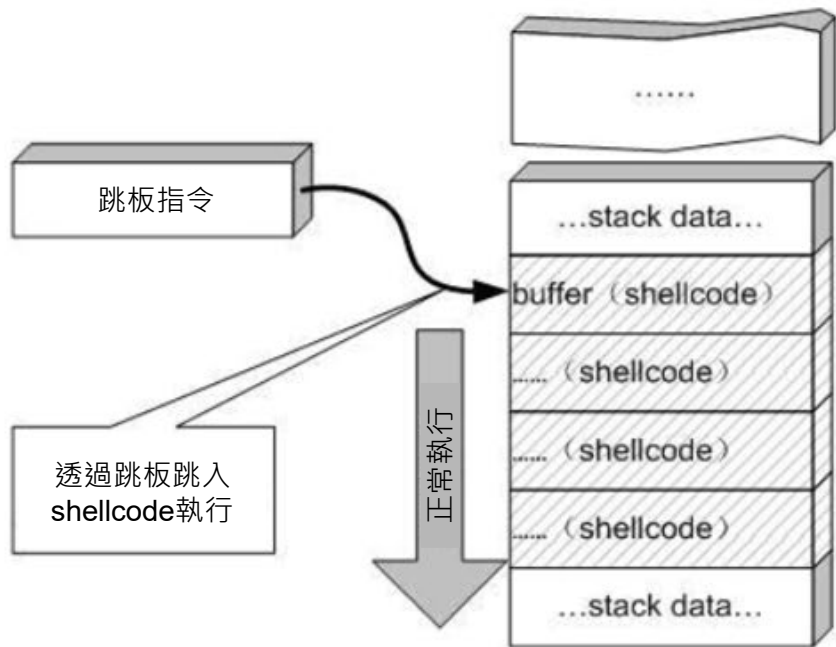 ……
跳板指令
…stack data…
buffer（shellcode）
……（shellcode）
……（shellcode）
……（shellcode）
…stack data…
透過跳板跳入
shellcode執行
正常執行